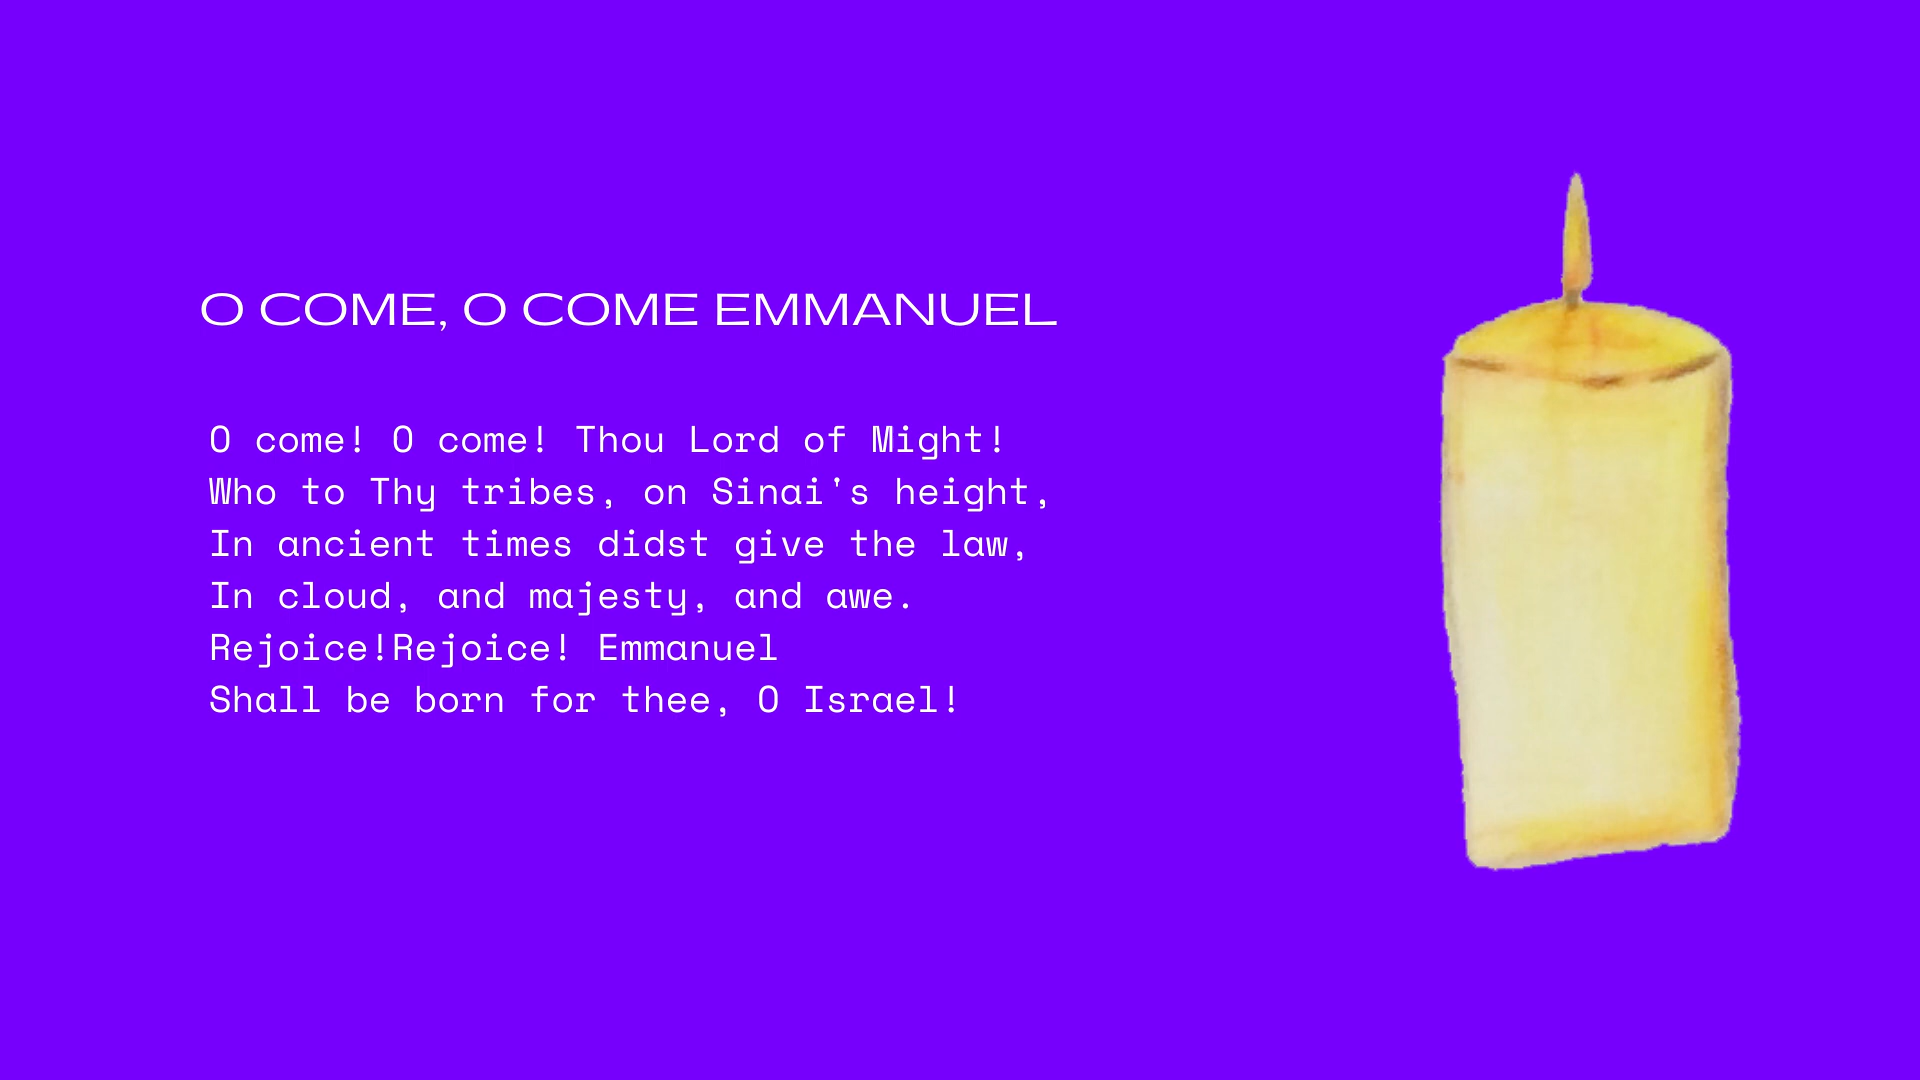 O COME, O COME EMMANUEL
O come! O come! Thou Lord of Might!
Who to Thy tribes, on Sinai's height,
In ancient times didst give the law,
In cloud, and majesty, and awe.
Rejoice!Rejoice! Emmanuel
Shall be born for thee, O Israel!